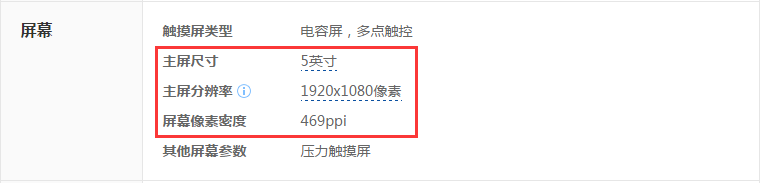 屏幕
触摸屏类型 电容屏，多点触控
主屏尺寸 5英寸
主屏分辨率 1920x1080像素
屏幕像素密度 469ppi
其他屏幕参数 压力触摸屏